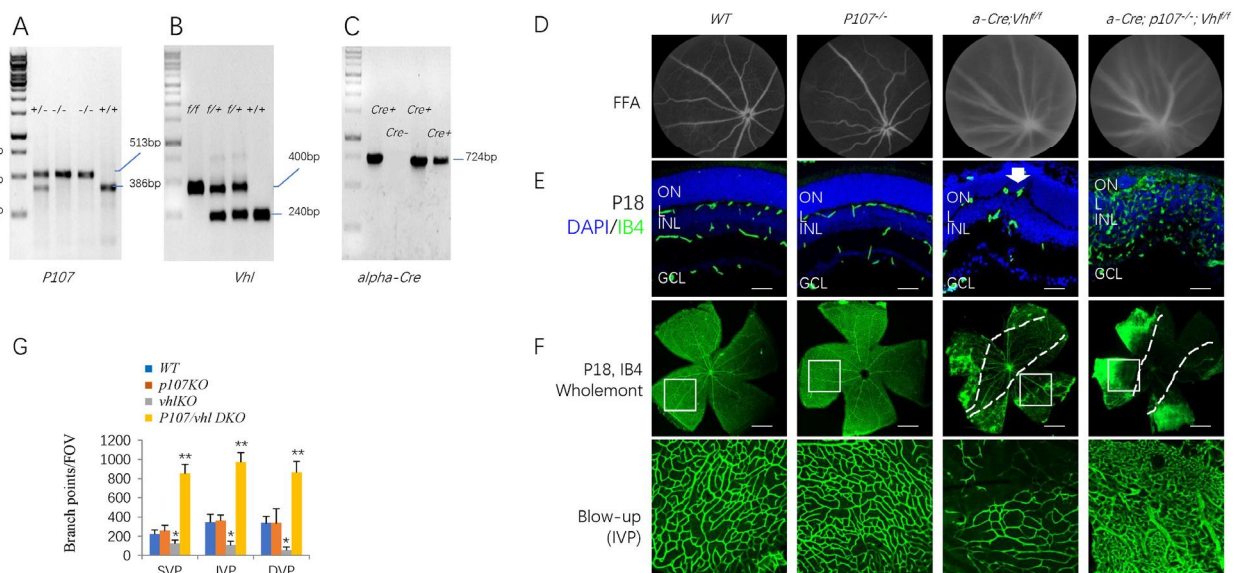 A
B
C
+/- -/- -/- +/+
f/f f/+ f/+ +/+
Cre+ Cre+
Cre- Cre+
513bp
386bp
400bp
240bp
724bp
P107
Vhl
alpha-Cre
D
WT
P107-/-
a-Cre;Vhlf/f
a-Cre; p107-/-; Vhlf/f
FFA
E
P18
DAPI/IB4
ON
L
INL
GCL
ON
L
INL
GCL
ON
L
INL
GCL
ON
L
INL
GCL
F
P18, IB4
Wholemont
Blow-up
(IVP)
G
WT
p107KO
vhlKO
P107/vhl DKO
Branch points/FOV
1200
1000
800
600
400
200
0
** ** **
* * *
SVP IVP DVP